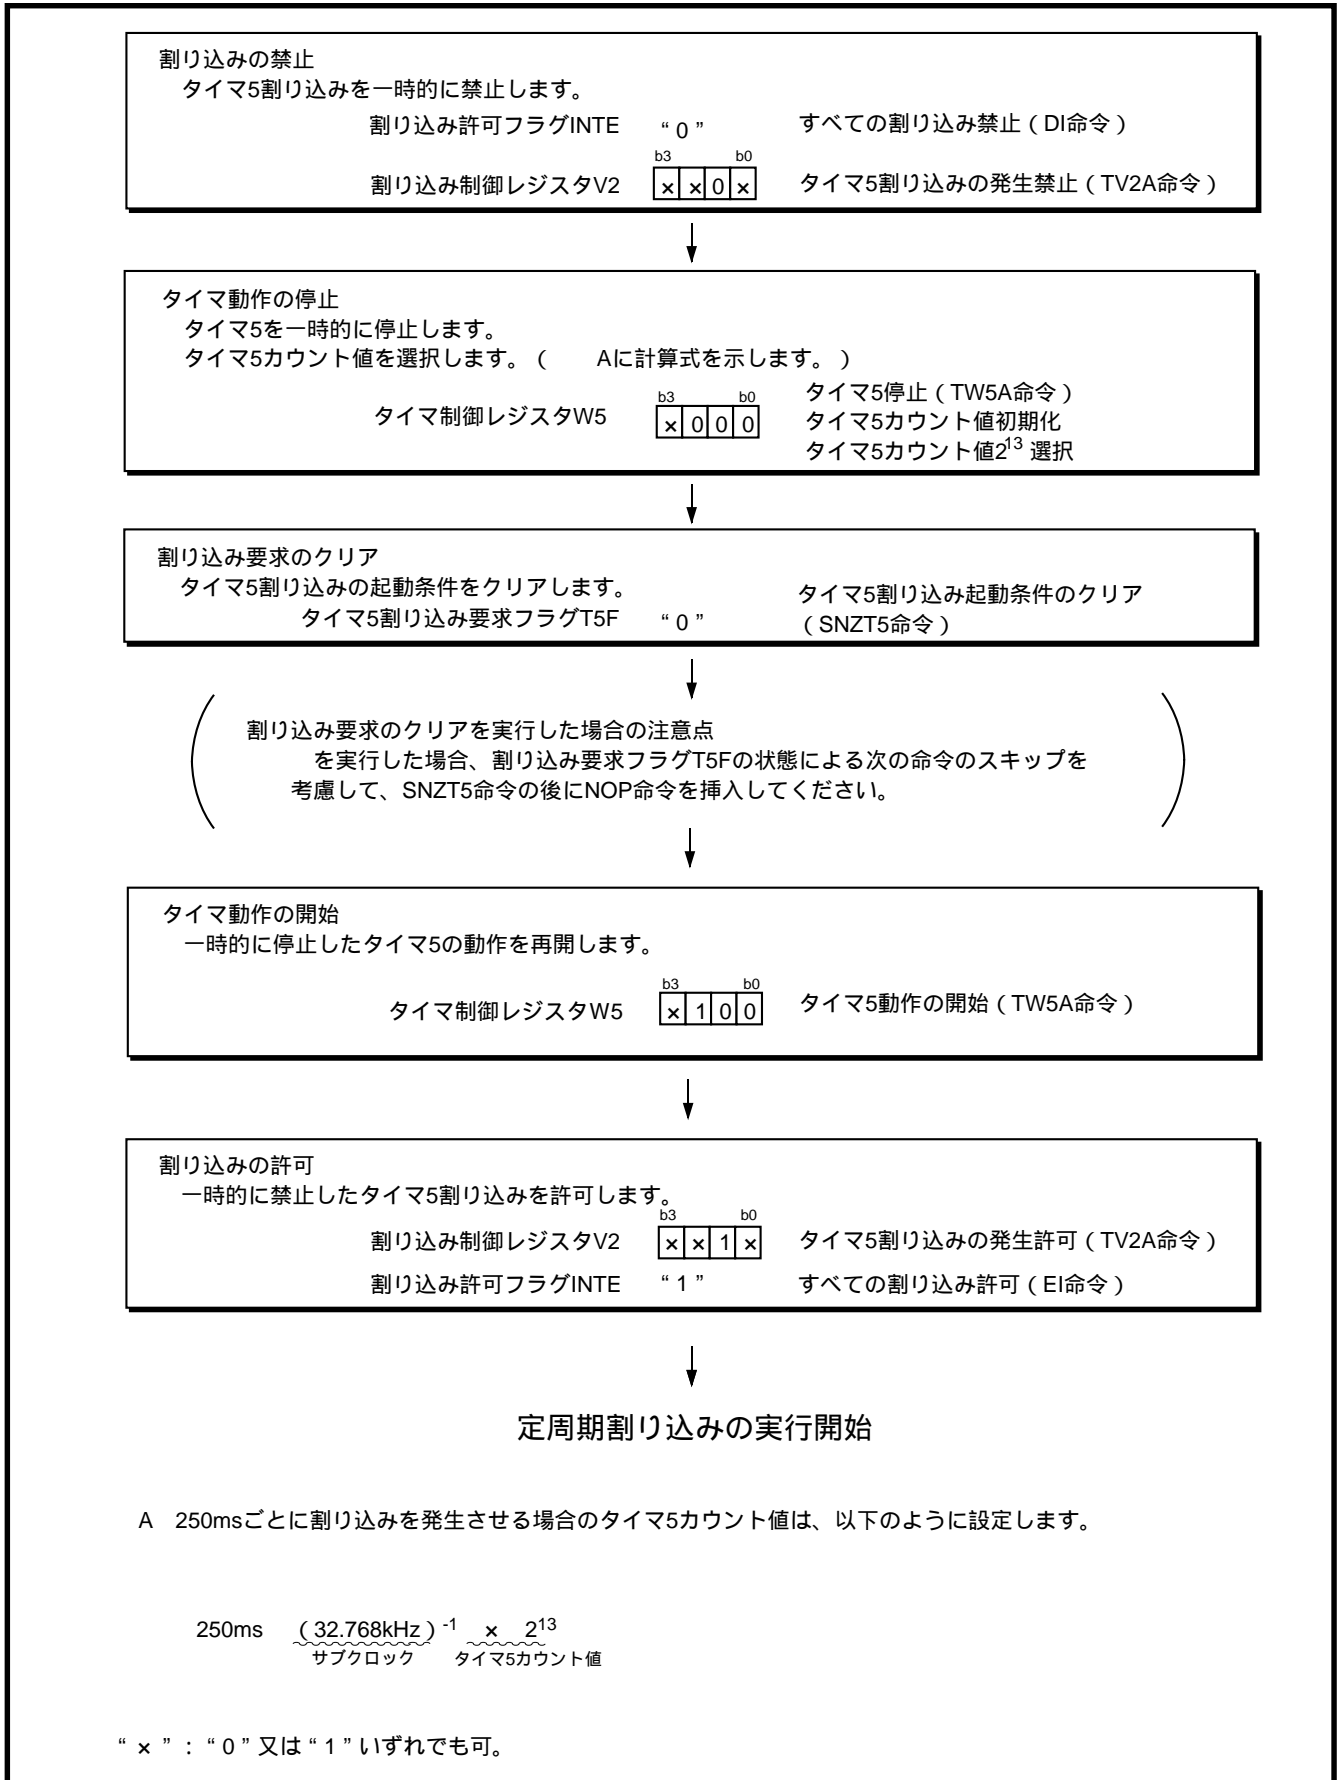 割り込みの禁止
タイマ5割り込みを一時的に禁止します。
割り込み許可フラグINTE “ 0 ” すべての割り込み禁止 ( DI命令 )
b3 b0
割り込み制御レジスタV2 × × 0 × タイマ5割り込みの発生禁止 ( TV2A命令 )
タイマ動作の停止
タイマ5を一時的に停止します。
タイマ5カウント値を選択します。 ( Aに計算式を示します。 )
タイマ5停止 ( TW5A命令 )
b3 b0
タイマ制御レジスタW5 × 0 0 0 タイマ5カウント値初期化
タイマ5カウント値2¹³ 選択
割り込み要求のクリア
タイマ5割り込みの起動条件をクリアします。 タイマ5割り込み起動条件のクリア
タイマ5割り込み要求フラグT5F “ 0 ” ( SNZT5命令 )
割り込み要求のクリアを実行した場合の注意点
を実行した場合、割り込み要求フラグT5Fの状態による次の命令のスキップを
考慮して、SNZT5命令の後にNOP命令を挿入してください。
タイマ動作の開始
一時的に停止したタイマ5の動作を再開します。
b3 b0
タイマ制御レジスタW5 × 1 0 0 タイマ5動作の開始 ( TW5A命令 )
割り込みの許可
一時的に禁止したタイマ5割り込みを許可します。
b3 b0
割り込み制御レジスタV2 × × 1 × タイマ5割り込みの発生許可 ( TV2A命令 )
割り込み許可フラグINTE “ 1 ” すべての割り込み許可 ( EI命令 )
定周期割り込みの実行開始
A 250msごとに割り込みを発生させる場合のタイマ5カウント値は、以下のように設定します。
250ms ( 32.768kHz ) ⁻¹ × 2¹³
サブクロック タイマ5カウント値
“ × ” : “ 0 ” 又は “ 1 ” いずれでも可。